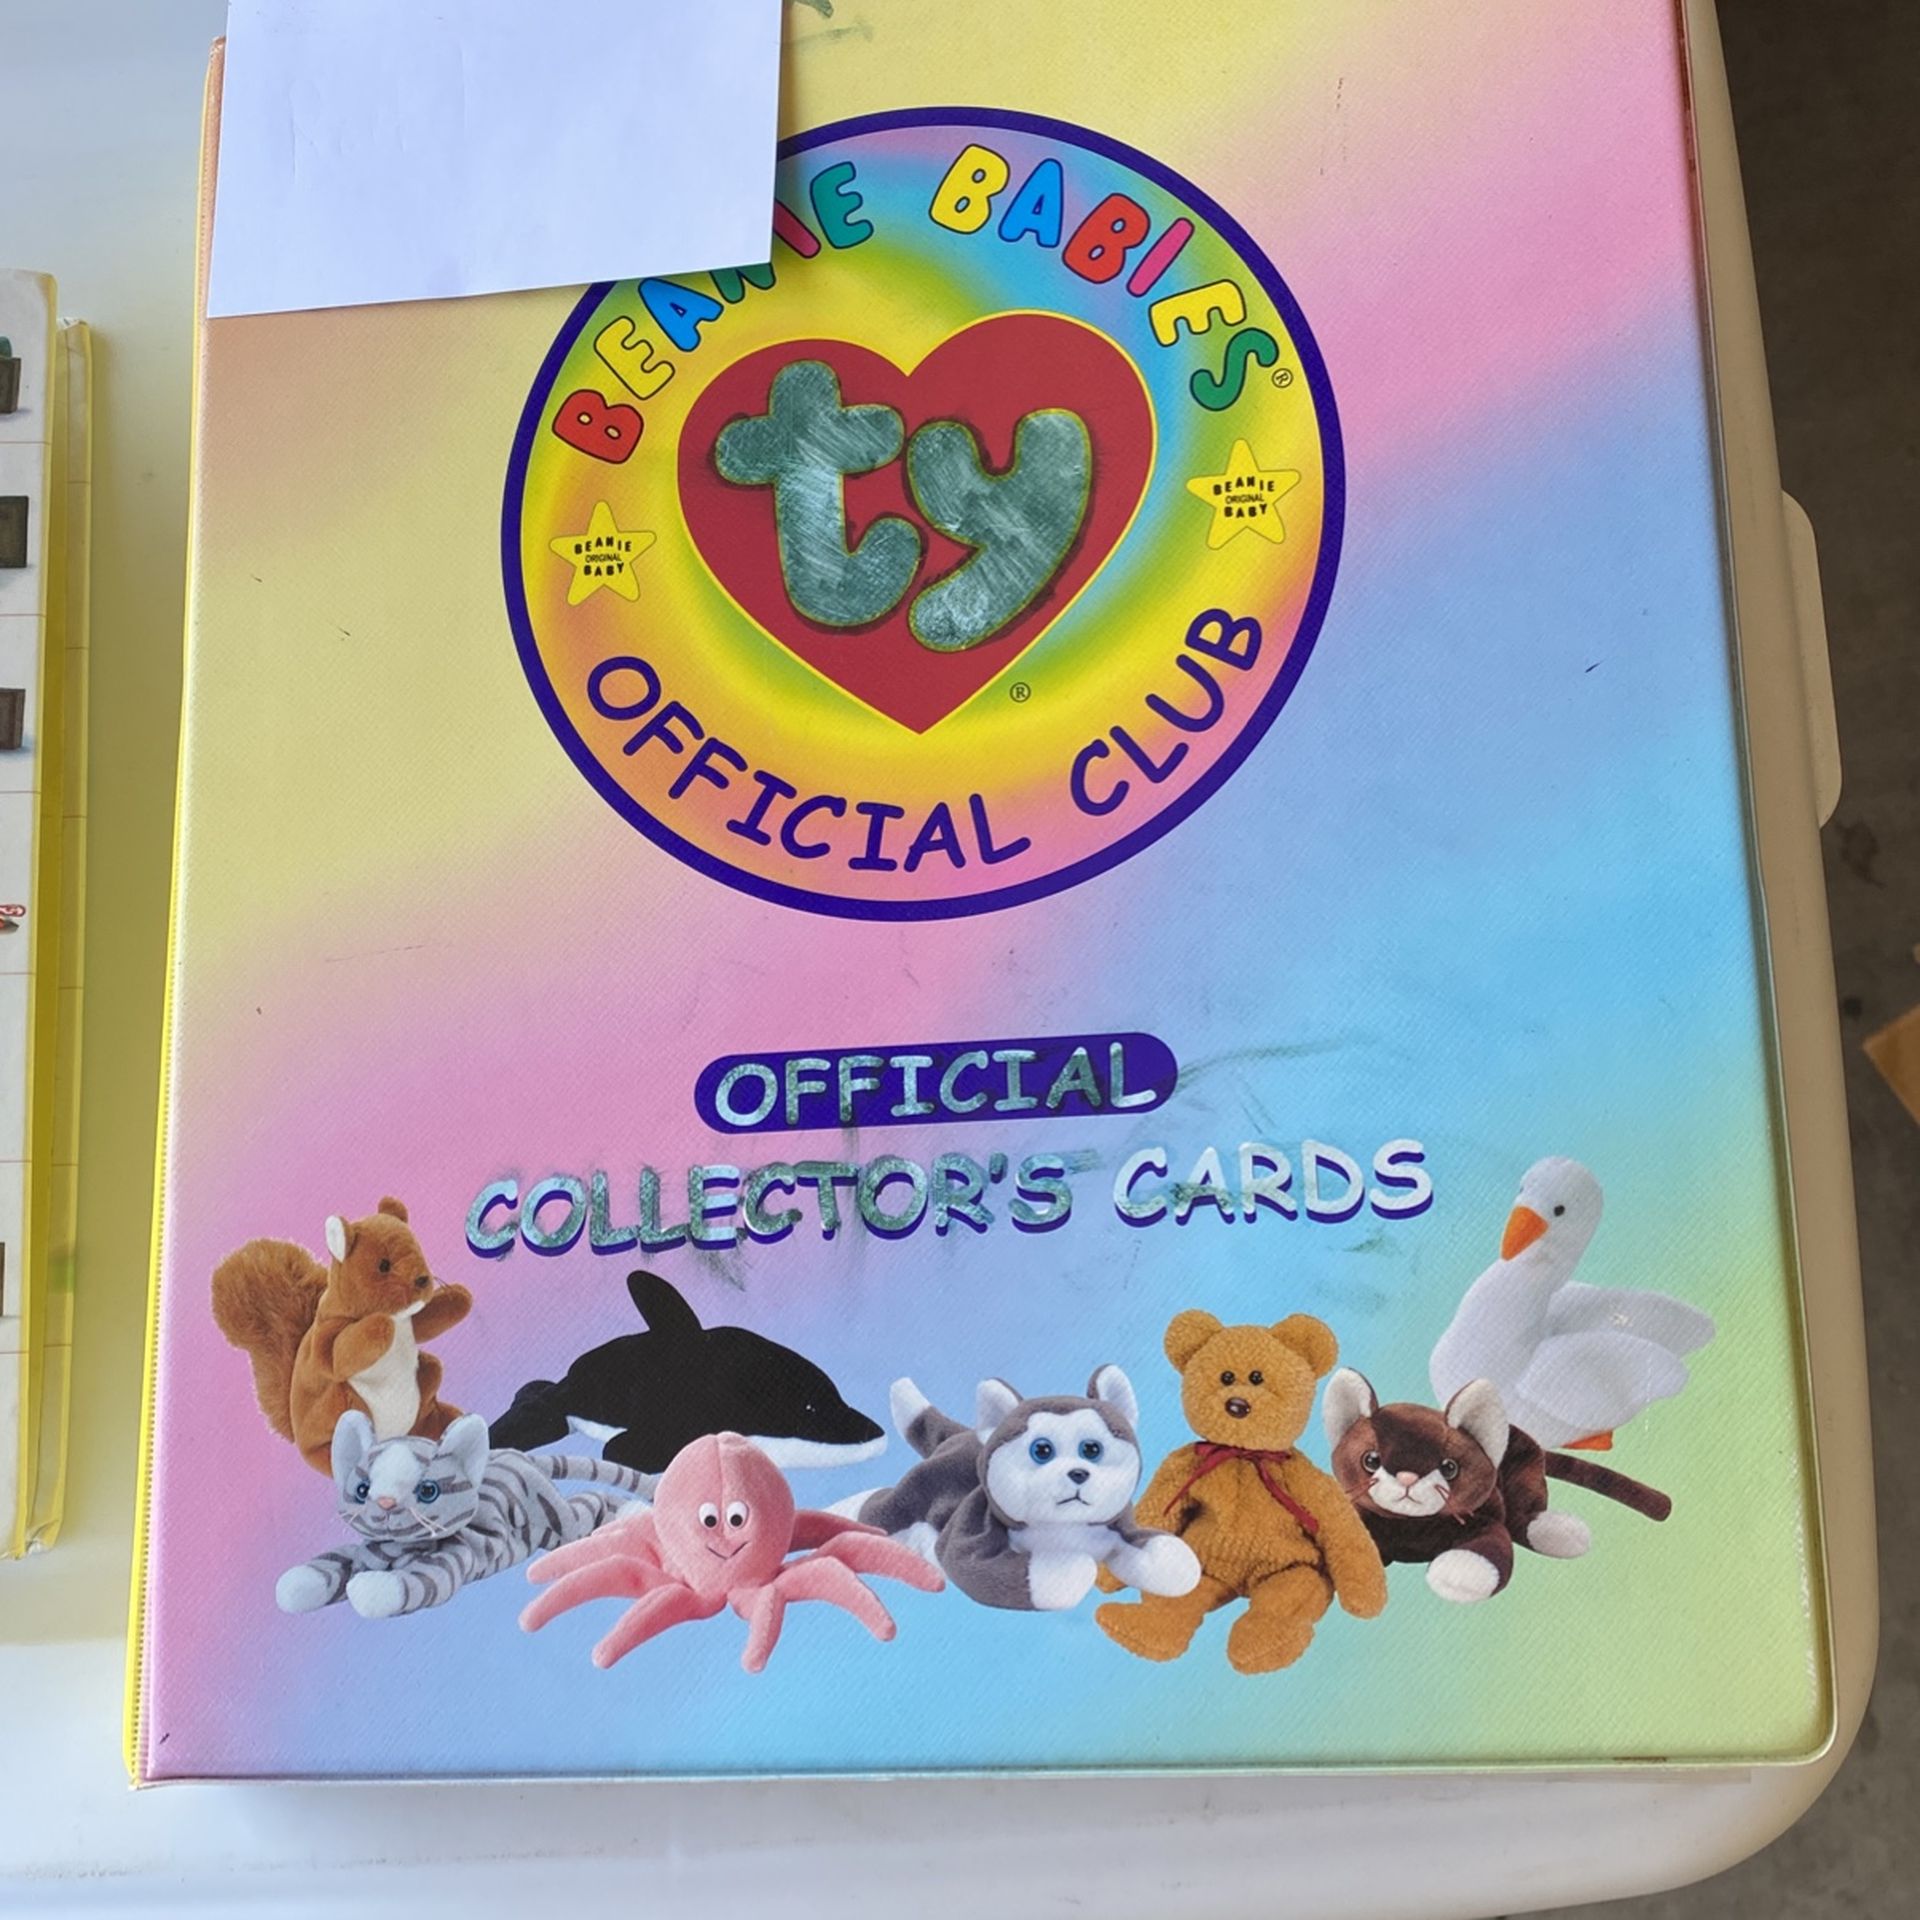 BEANIE BABIES®
ty®
BEANIE
ORIGINAL
BABY
BEANIE
ORIGINAL
BABY
OFFICIAL CLUB
OFFICIAL
COLLECTOR'S CARDS